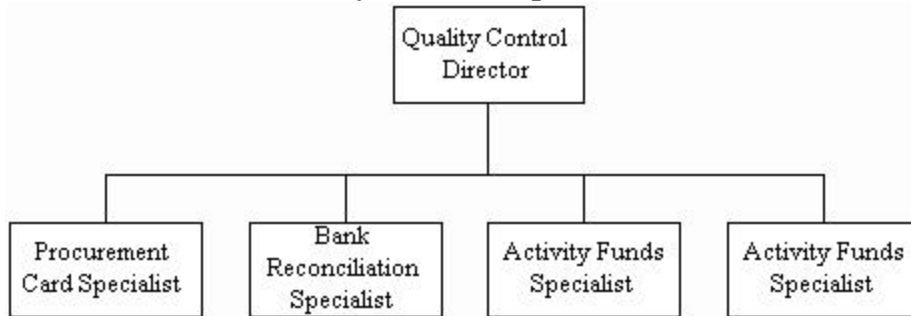 Quality Control
Director
Procurement
Card Specialist
Bank
Reconciliation
Specialist
Activity Funds
Specialist
Activity Funds
Specialist